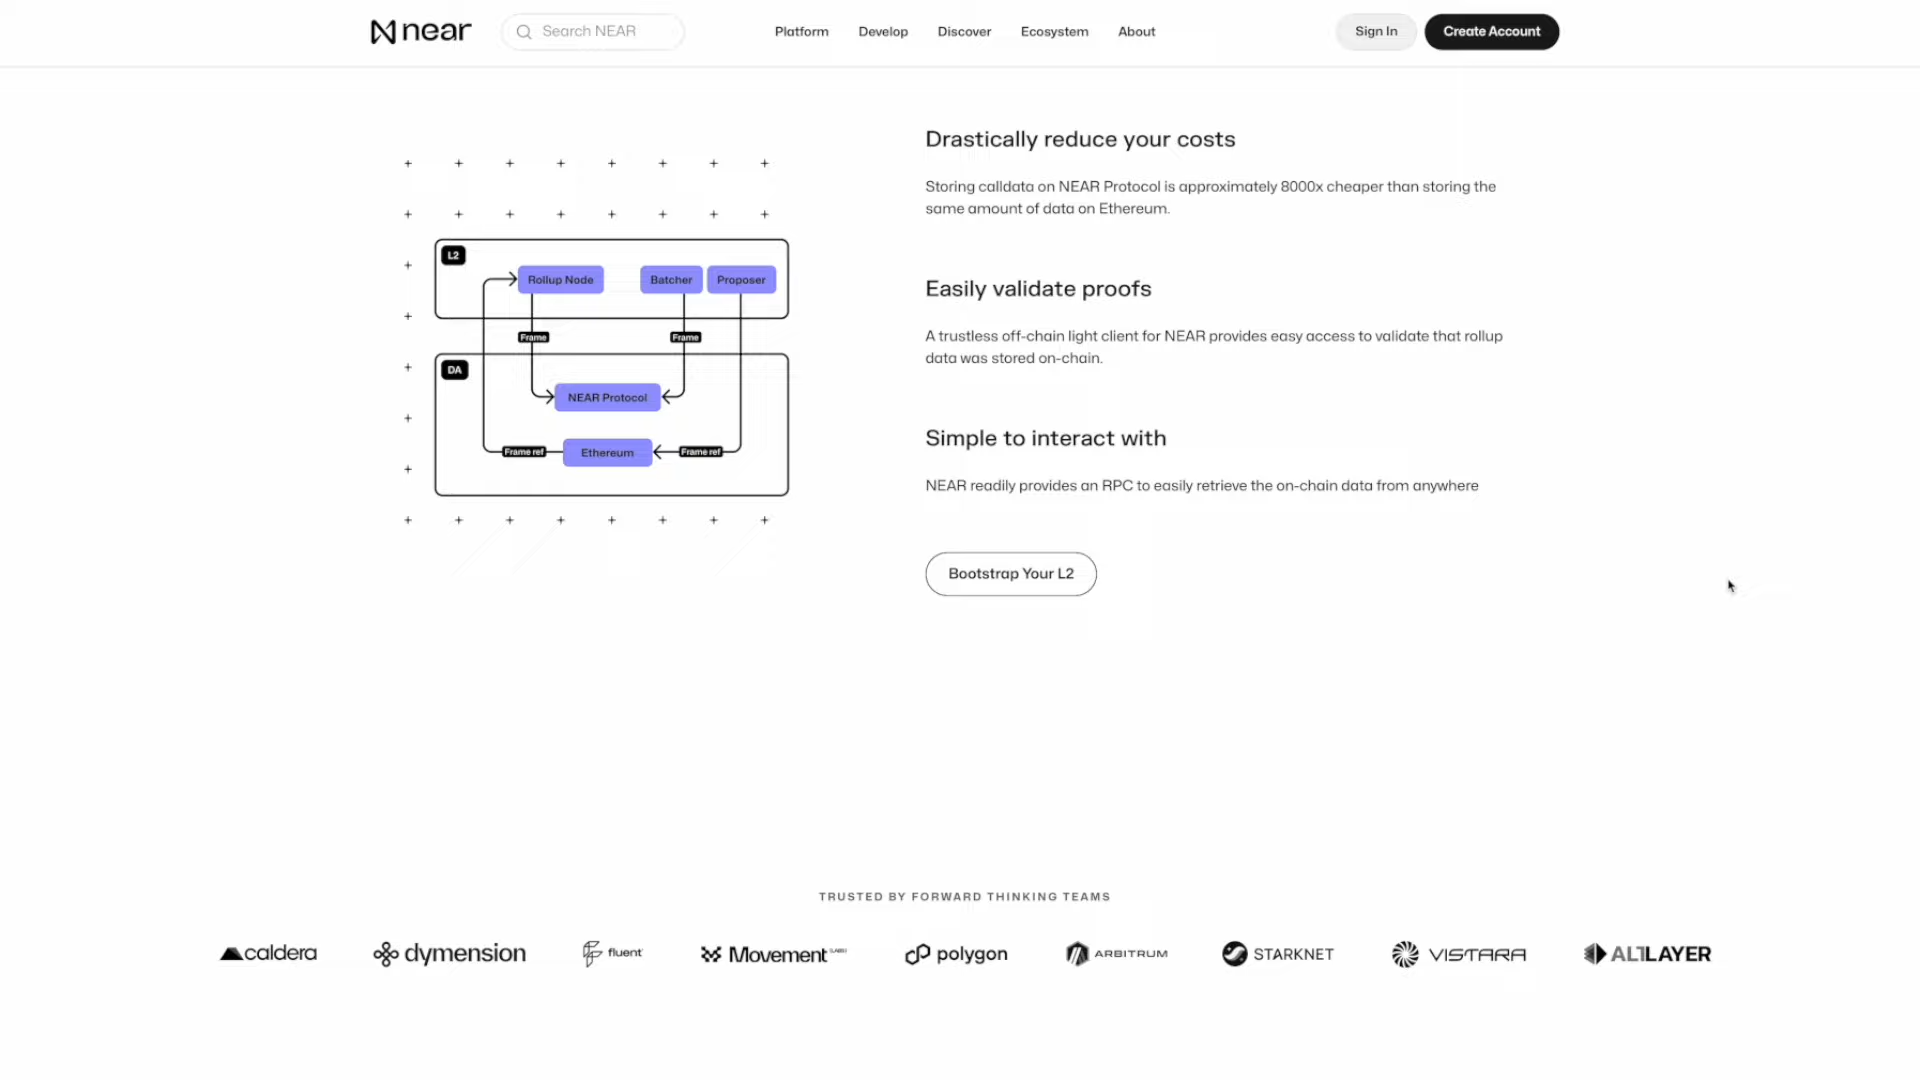 near
Search NEAR
Platform
Develop
Discover
Ecosystem
About
Sign In
Create Account
L2
Rollup Node
Batcher
Proposer
Frame
Frame
DA
NEAR Protocol
Frame ref
Ethereum
Frame ref
Drastically reduce your costs
Storing calldata on NEAR Protocol is approximately 8000x cheaper than storing the
same amount of data on Ethereum.
Easily validate proofs
A trustless off-chain light client for NEAR provides easy access to validate that rollup
data was stored on-chain.
Simple to interact with
NEAR readily provides an RPC to easily retrieve the on-chain data from anywhere
Bootstrap Your L2
TRUSTED BY FORWARD THINKING TEAMS
caldera
dymension
fluent
Movement
polygon
ARBITRUM
STARKNET
VISTARA
ALTLAYER